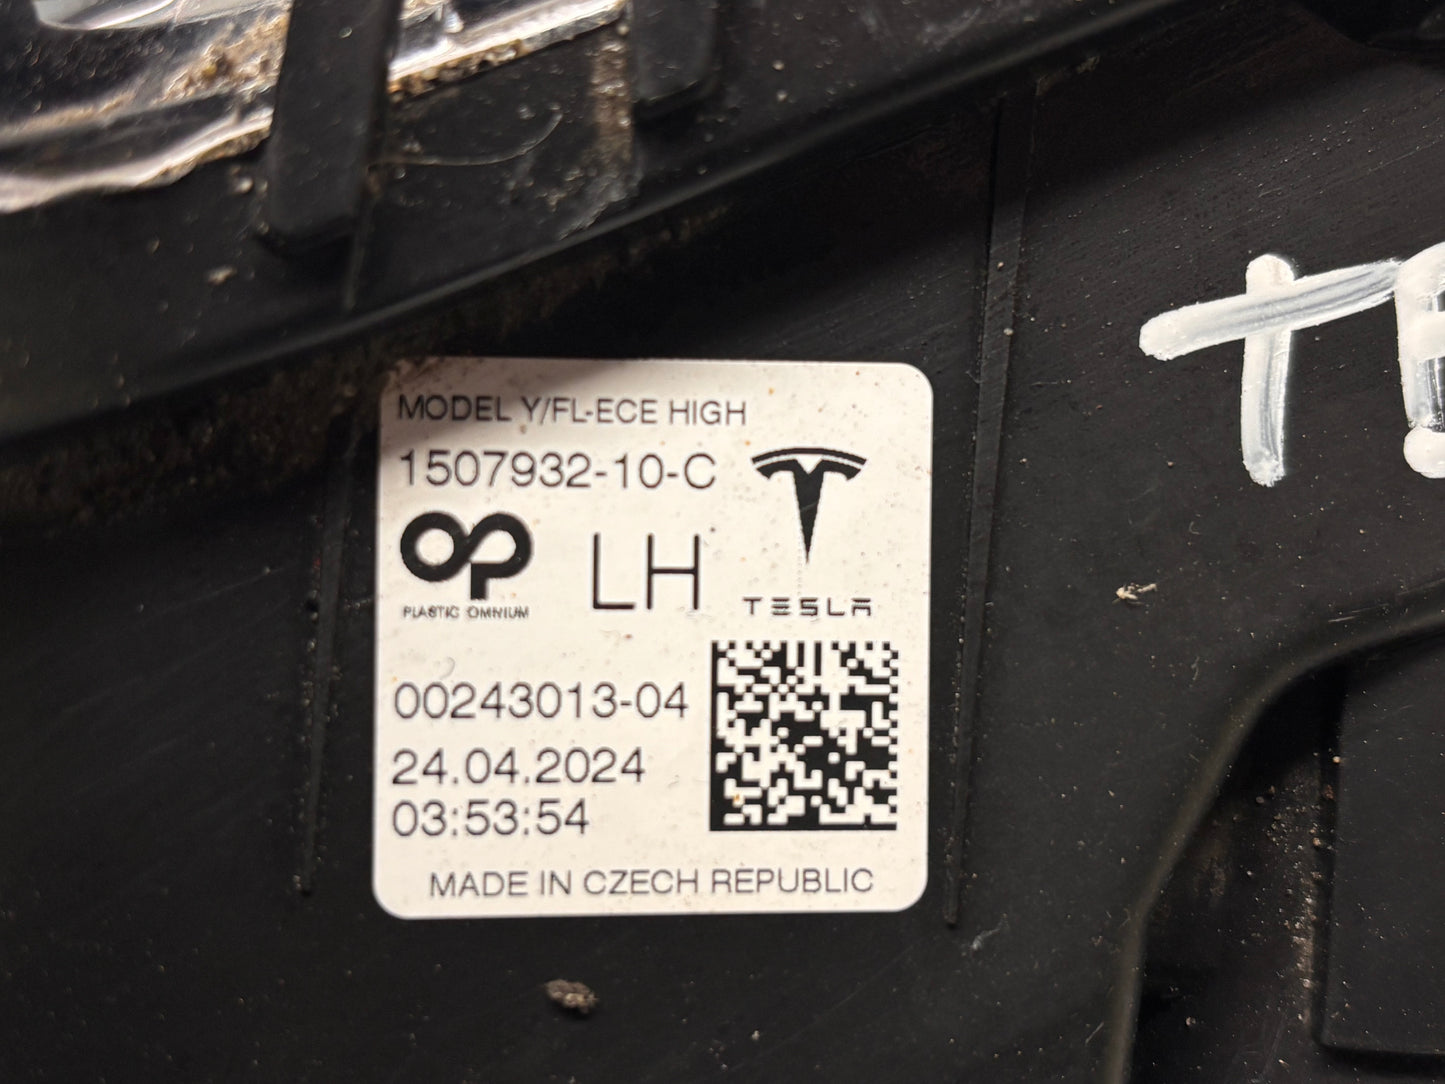 MODEL Y/FL-ECE HIGH
1507932-10-C
PLASTIC OMNIUM
LH
TESLA
00243013-04
24.04.2024
03:53:54
MADE IN CZECH REPUBLIC